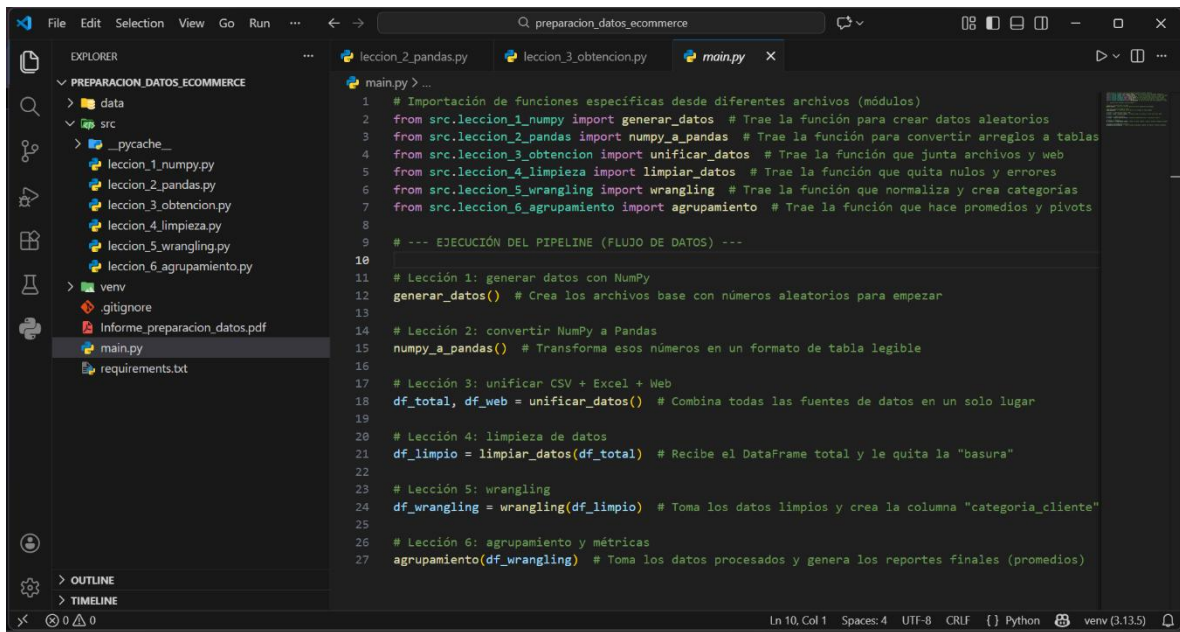 File Edit Selection View Go Run ...
preparacion_datos_ecommerce
EXPLORER
PREPARACION_DATOS_ECOMMERCE
data
src
__pycache__
leccion_1_numpy.py
leccion_2_pandas.py
leccion_3_obtencion.py
leccion_4_limpieza.py
leccion_5_wrangling.py
leccion_6_agrupamiento.py
venv
.gitignore
Informe_preparacion_datos.pdf
main.py
requirements.txt
OUTLINE
TIMELINE
leccion_2_pandas.py leccion_3_obtencion.py main.py
main.py > ...
1 # Importación de funciones específicas desde diferentes archivos (módulos)
2 from src.leccion_1_numpy import generar_datos # Trae la función para crear datos aleatorios
3 from src.leccion_2_pandas import numpy_a_pandas # Trae la función para convertir arreglos a tablas
4 from src.leccion_3_obtencion import unificar_datos # Trae la función que junta archivos y web
5 from src.leccion_4_limpieza import limpiar_datos # Trae la función que quita nulos y errores
6 from src.leccion_5_wrangling import wrangling # Trae la función que normaliza y crea categorías
7 from src.leccion_6_agrupamiento import agrupamiento # Trae la función que hace promedios y pivots
8
9 # --- EJECUCIÓN DEL PIPELINE (FLUJO DE DATOS) ---
10
11 # Lección 1: generar datos con NumPy
12 generar_datos() # Crea los archivos base con números aleatorios para empezar
13
14 # Lección 2: convertir NumPy a Pandas
15 numpy_a_pandas() # Transforma esos números en un formato de tabla legible
16
17 # Lección 3: unificar CSV + Excel + Web
18 df_total, df_web = unificar_datos() # Combina todas las fuentes de datos en un solo lugar
19
20 # Lección 4: limpieza de datos
21 df_limpio = limpiar_datos(df_total) # Recibe el DataFrame total y le quita la "basura"
22
23 # Lección 5: wrangling
24 df_wrangling = wrangling(df_limpio) # Toma los datos limpios y crea la columna "categoria_cliente"
25
26 # Lección 6: agrupamiento y métricas
27 agrupamiento(df_wrangling) # Toma los datos procesados y genera los reportes finales (promedios)
0 0 Ln 10, Col 1 Spaces: 4 UTF-8 CRLF {} Python venv (3.13.5)